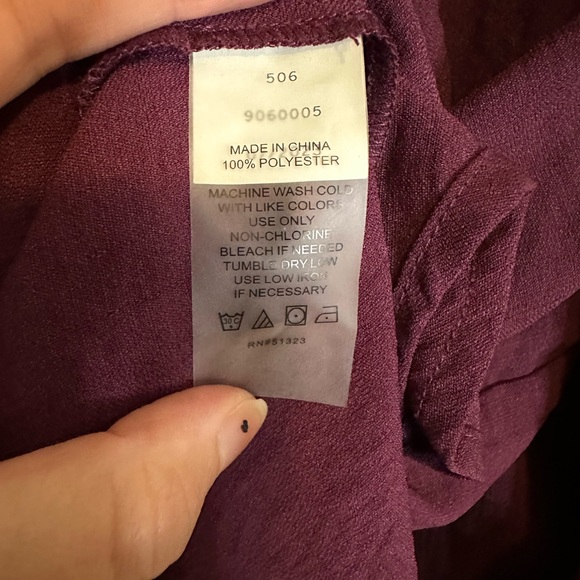 506
9060005
MADE IN CHINA
100% POLYESTER
MACHINE WASH COLD
WITH LIKE COLORS
USE ONLY
NON-CHLORINE
BLEACH IF NEEDED
TUMBLE DRY LOW
USE LOW IRON
IF NECESSARY
30 C
RN#51323